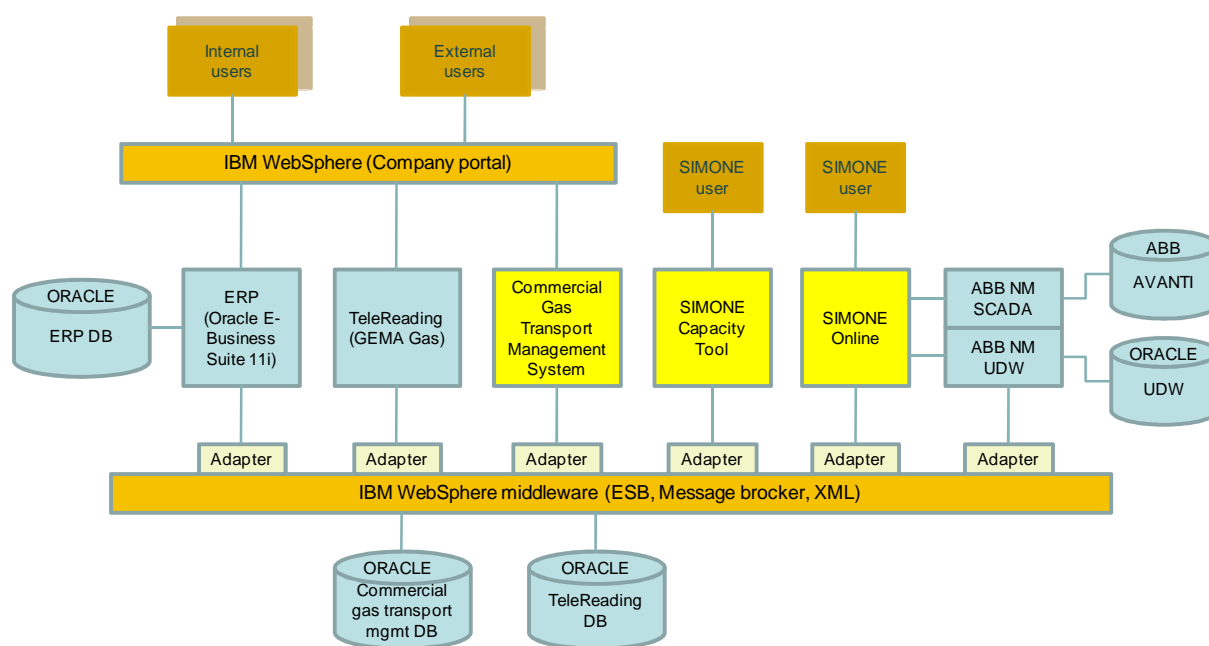 Internal
users
External
users
IBM WebSphere (Company portal)
SIMONE
user
SIMONE
user
ORACLE
ERP DB
ERP
(Oracle E-
Business
Suite 11i)
TeleReading
(GEMA Gas)
Commercial
Gas
Transport
Management
System
SIMONE
Capacity
Tool
SIMONE
Online
ABB NM
SCADA
ABB NM
UDW
ABB
AVANTI
ORACLE
UDW
Adapter
Adapter
Adapter
Adapter
Adapter
Adapter
IBM WebSphere middleware (ESB, Message brocker, XML)
ORACLE
Commercial
gas transport
mgmt DB
ORACLE
TeleReading
DB